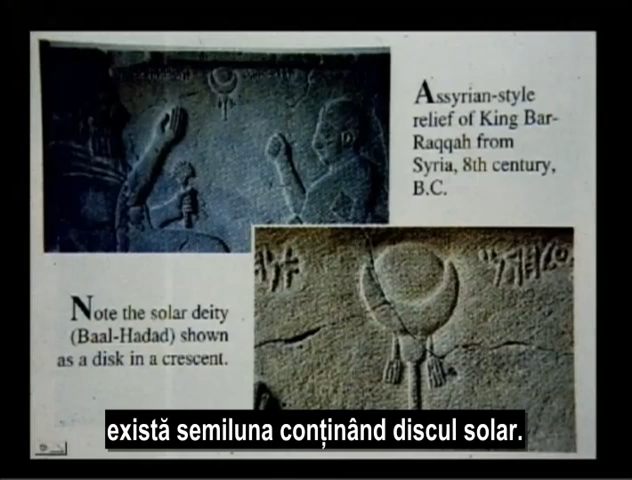 Assyrian-style
relief of King Bar-
Raqqah from
Syria, 8th century,
B.C.
Note the solar deity
(Baal-Hadad) shown
as a disk in a crescent.
există semiluna conținând discul solar.